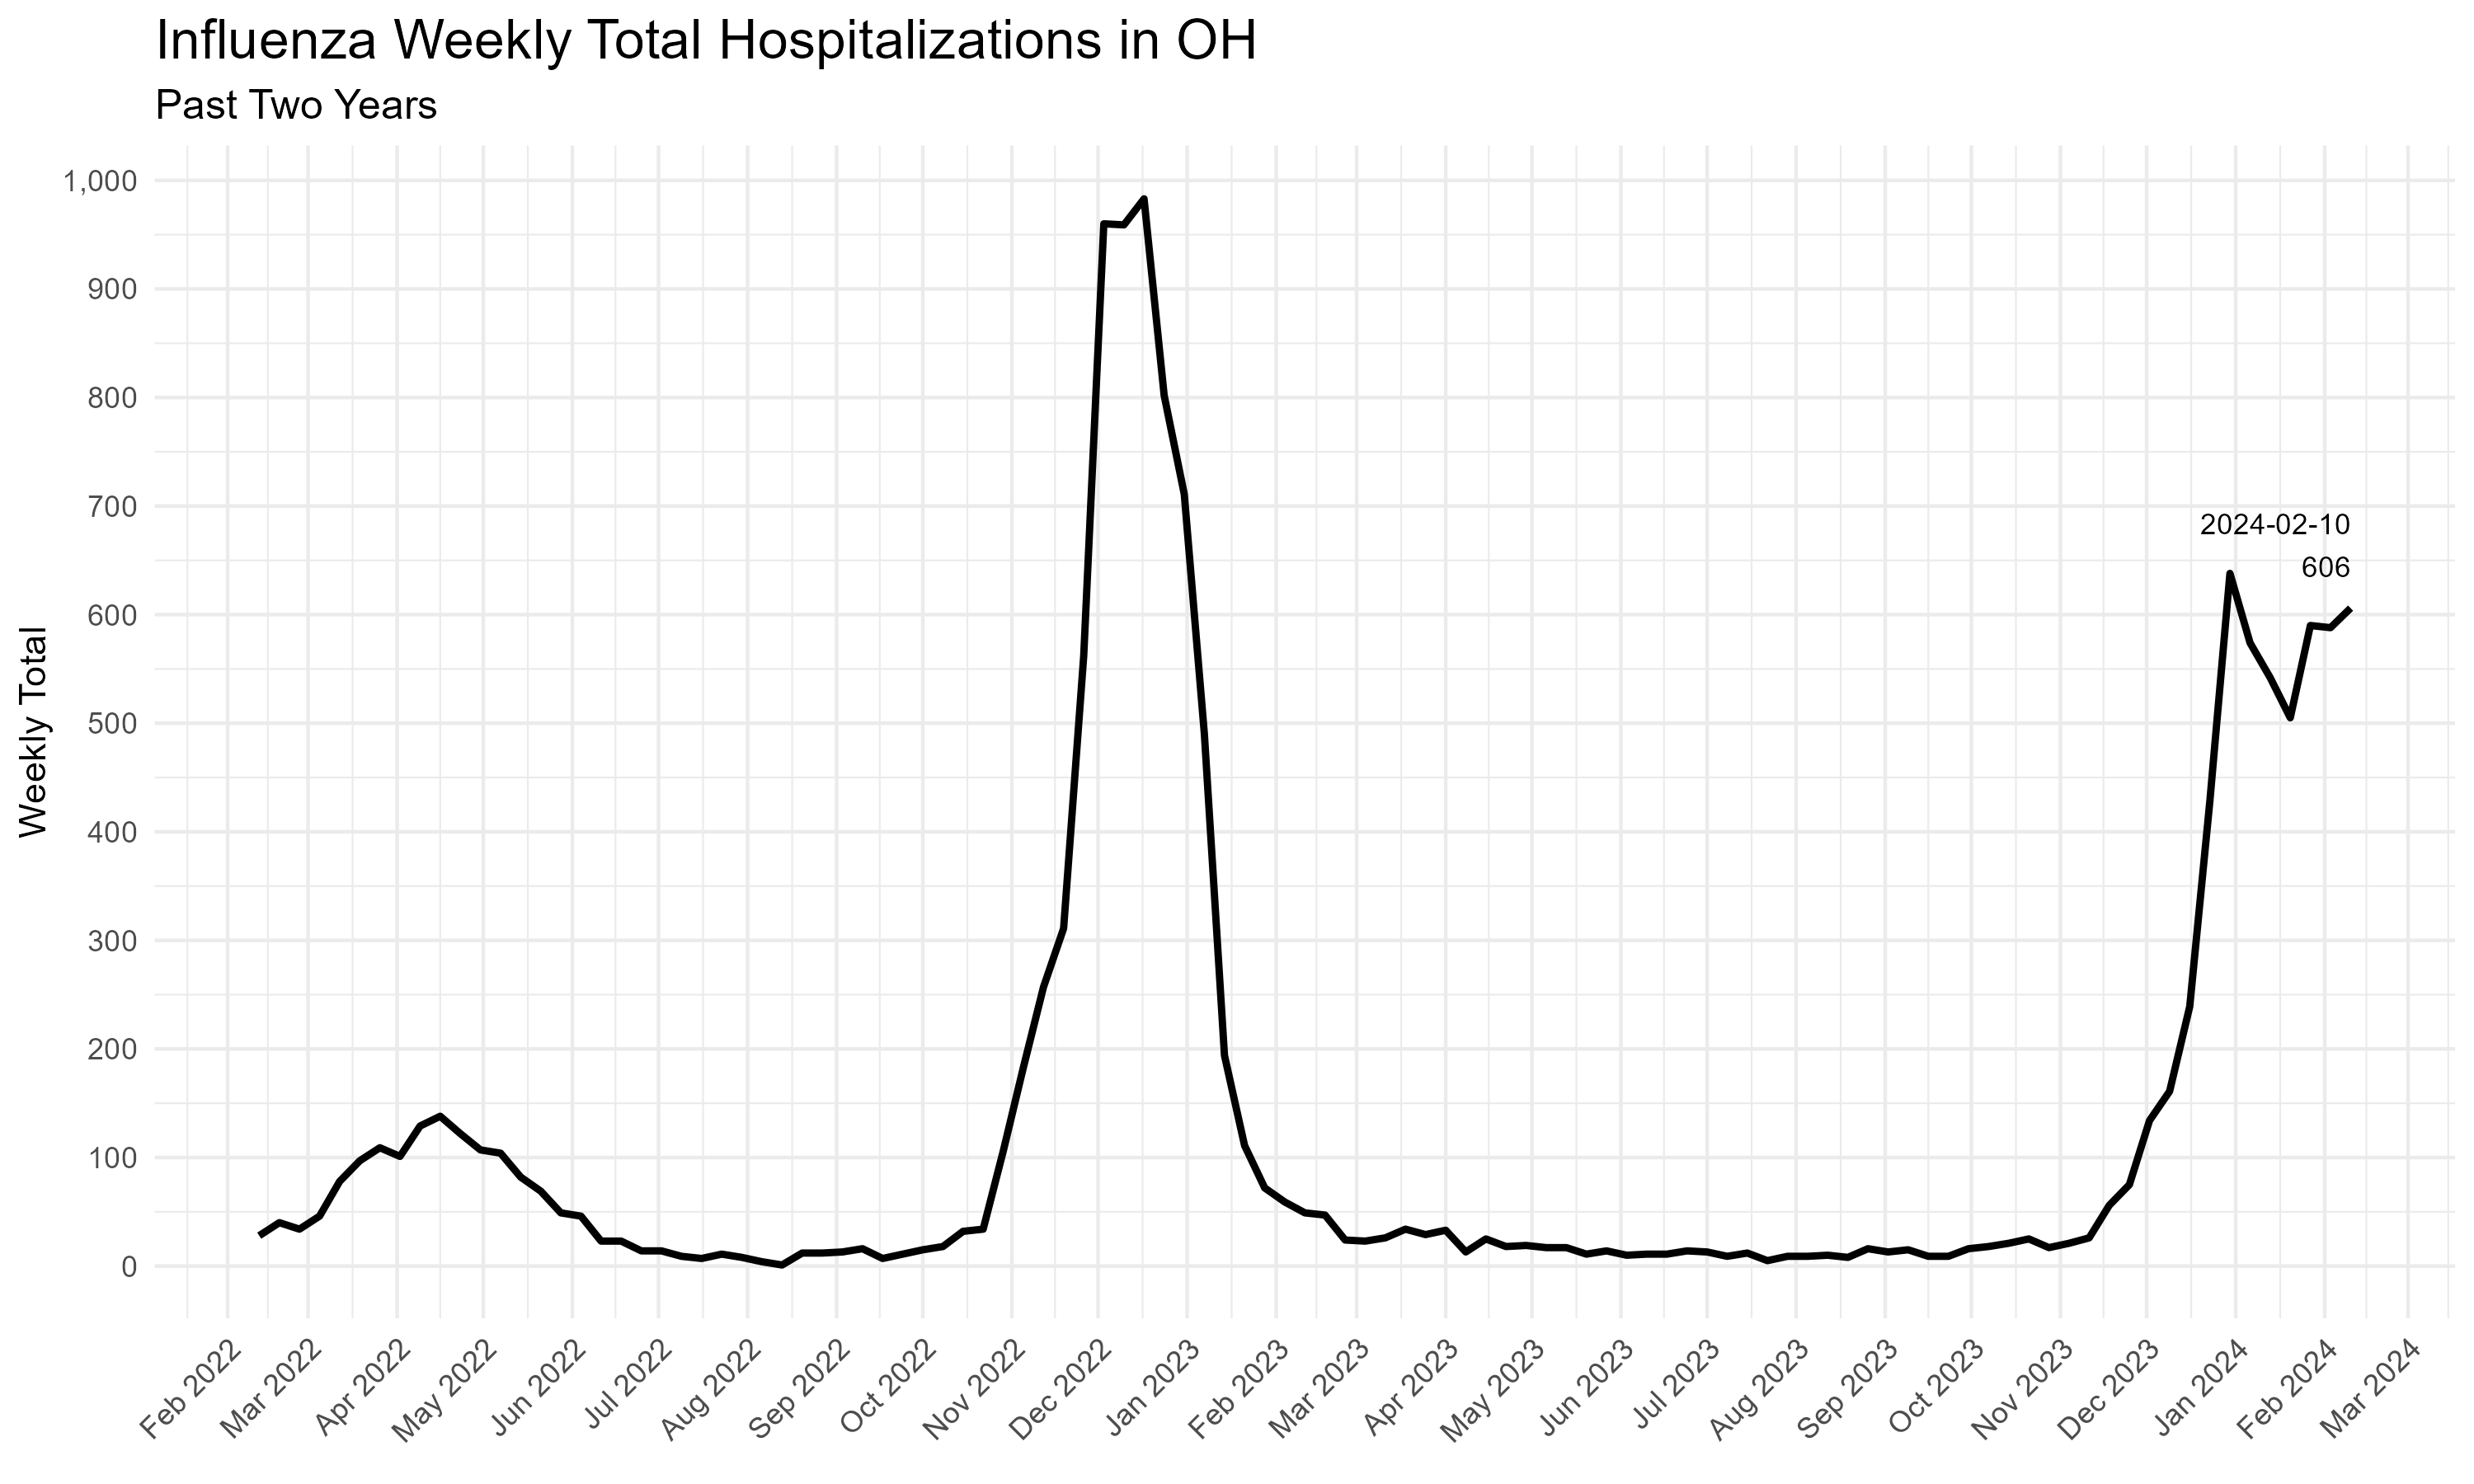 Influenza Weekly Total Hospitalizations in OH
Past Two Years
Weekly Total
1,000
900
800
700
600
500
400
300
200
100
0
2024-02-10
606
Feb 2022
Mar 2022
Apr 2022
May 2022
Jun 2022
Jul 2022
Aug 2022
Sep 2022
Oct 2022
Nov 2022
Dec 2022
Jan 2023
Feb 2023
Mar 2023
Apr 2023
May 2023
Jun 2023
Jul 2023
Aug 2023
Sep 2023
Oct 2023
Nov 2023
Dec 2023
Jan 2024
Feb 2024
Mar 2024